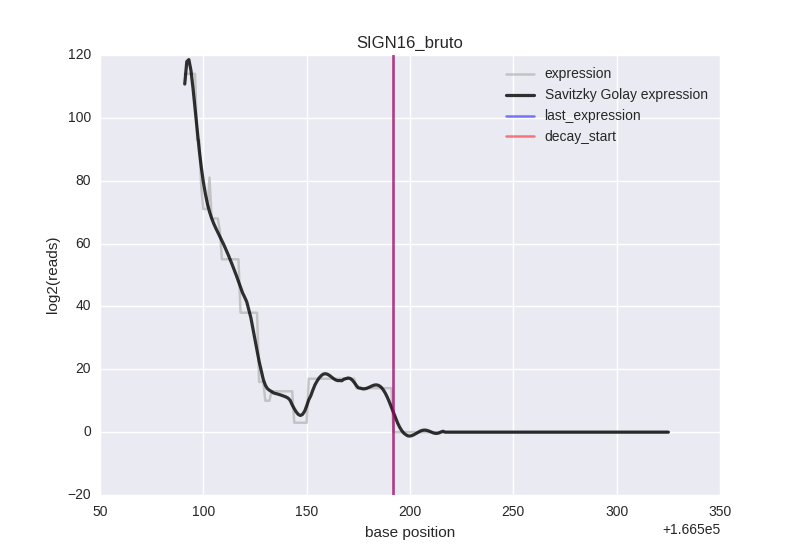 SIGN16_bruto
expression
Savitzky Golay expression
last_expression
decay_start
log2(reads)
120
100
80
60
40
20
0
−20
50 100 150 200 250 300 350
+1.665e5
base position